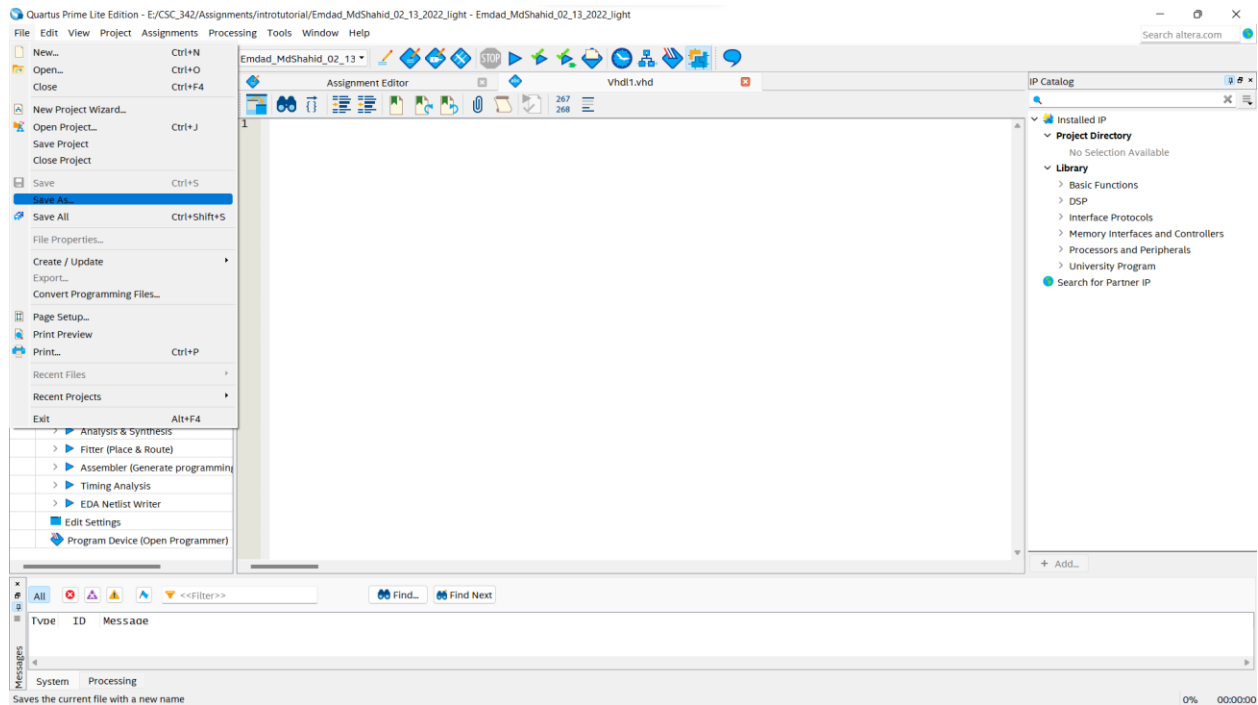 Quartus Prime Lite Edition - E:/CSC_342/Assignments/introtutorial/Emdad_MdShahid_02_13_2022_light - Emdad_MdShahid_02_13_2022_light
File Edit View Project Assignments Processing Tools Window Help
Search altera.com
New... Ctrl+N
Open... Ctrl+O
Close Ctrl+F4
New Project Wizard...
Open Project... Ctrl+J
Save Project
Close Project
Save Ctrl+S
Save As...
Save All Ctrl+Shift+S
File Properties...
Create / Update
Export...
Convert Programming Files...
Page Setup...
Print Preview
Print... Ctrl+P
Recent Files
Recent Projects
Exit Alt+F4
Emdad_MdShahid_02_13
STOP
Assignment Editor
Vhdl1.vhd
267
268
1
Analysis & Synthesis
Fitter (Place & Route)
Assembler (Generate programming
Timing Analysis
EDA Netlist Writer
Edit Settings
Program Device (Open Programmer)
IP Catalog
Installed IP
Project Directory
No Selection Available
Library
Basic Functions
DSP
Interface Protocols
Memory Interfaces and Controllers
Processors and Peripherals
University Program
Search for Partner IP
+ Add...
All
<<Filter>>
Find...
Find Next
Type ID Message
Messages
System Processing
Saves the current file with a new name
0% 00:00:00